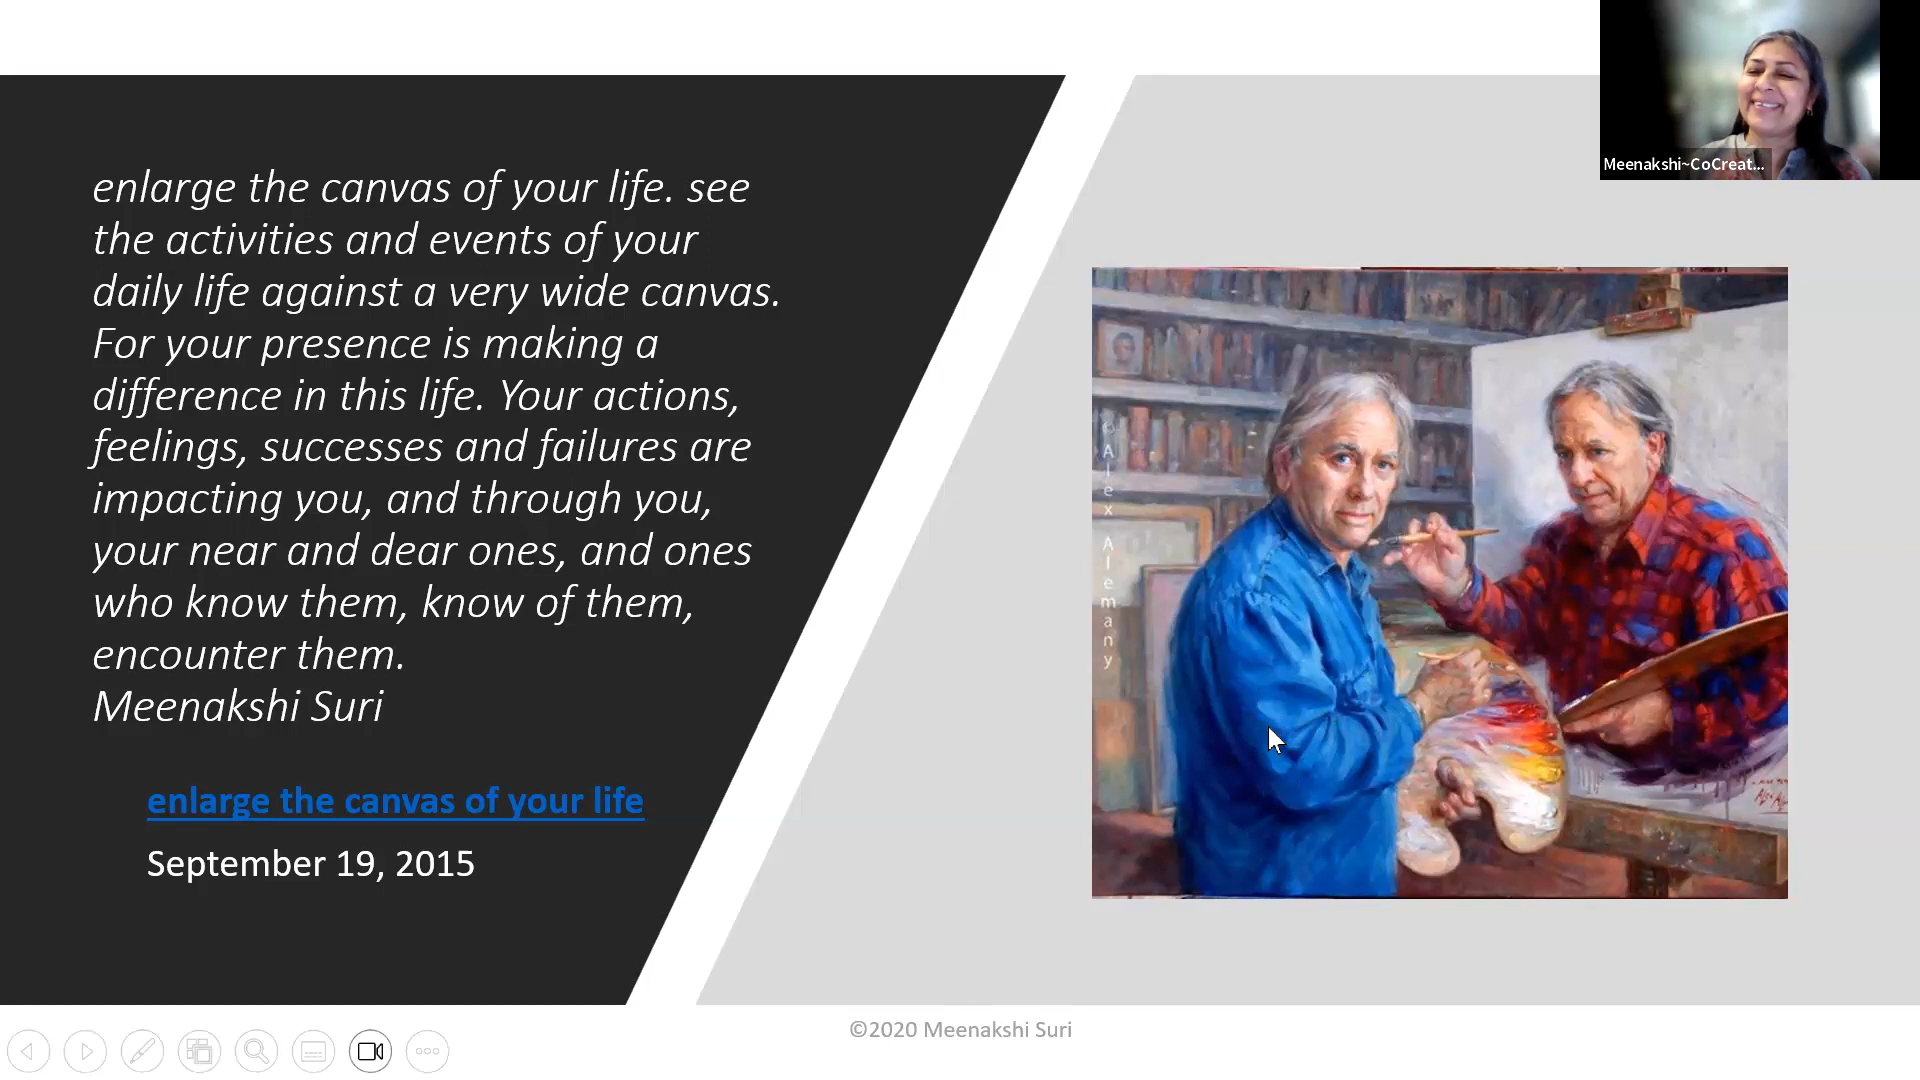 Meenakshi~CoCreat...
enlarge the canvas of your life. see
the activities and events of your
daily life against a very wide canvas.
For your presence is making a
difference in this life. Your actions,
feelings, successes and failures are
impacting you, and through you,
your near and dear ones, and ones
who know them, know of them,
encounter them.
Meenakshi Suri
enlarge the canvas of your life
September 19, 2015
© Alex Alemany
©2020 Meenakshi Suri